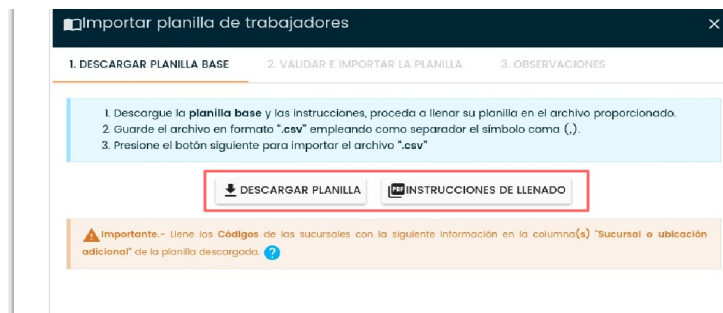 Importar planilla de trabajadores
1. DESCARGAR PLANILLA BASE 2. VALIDAR E IMPORTAR LA PLANILLA 3. OBSERVACIONES
1. Descargue la planilla base y las instrucciones, proceda a llenar su planilla en el archivo proporcionado.
2. Guarde el archivo en formato ".csv" empleando como separador el símbolo coma (,).
3. Presione el botón siguiente para importar el archivo ".csv"
DESCARGAR PLANILLA PDF INSTRUCCIONES DE LLENADO
Importante.- Llene los Códigos de las sucursales con la siguiente información en la columna(s) "Sucursal o ubicación
adicional" de la planilla descargada. ?